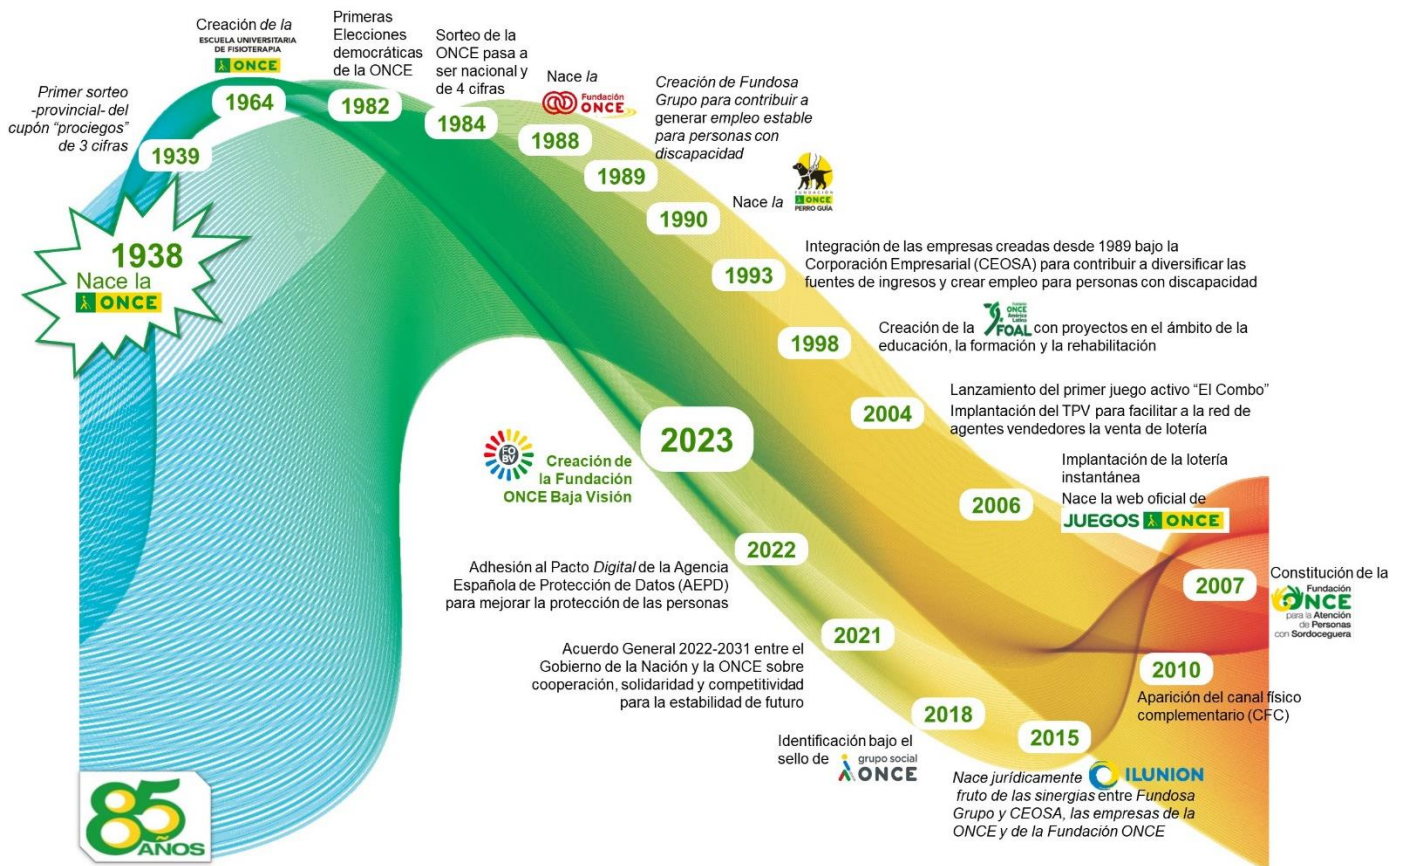 1938
Nace la
ONCE
Primer sorteo
-provincial- del
cupón “prociegos”
de 3 cifras
1939
Creación de la
ESCUELA UNIVERSITARIA
DE FISIOTERAPIA
ONCE
1964
Primeras
Elecciones
democráticas
de la ONCE
1982
Sorteo de la
ONCE pasa a
ser nacional y
de 4 cifras
1984
Nace la
Fundación
ONCE
1988
Creación de Fundosa
Grupo para contribuir a
generar empleo estable
para personas con
discapacidad
1989
Nace la
FUNDACIÓN
ONCE
PERRO GUÍA
1990
Integración de las empresas creadas desde 1989 bajo la
Corporación Empresarial (CEOSA) para contribuir a diversificar las
fuentes de ingresos y crear empleo para personas con discapacidad
1993
Creación de la Fundación ONCE América Latina FOAL con proyectos en el ámbito de la
educación, la formación y la rehabilitación
1998
Lanzamiento del primer juego activo “El Combo”
Implantación del TPV para facilitar a la red de
agentes vendedores la venta de lotería
2004
Implantación de la lotería
instantánea
Nace la web oficial de
JUEGOS ONCE
2006
Constitución de la
Fundación
ONCE
para la Atención
de Personas
con Sordoceguera
2007
2010
Aparición del canal físico
complementario (CFC)
2015
Nace jurídicamente ILUNION
fruto de las sinergias entre Fundosa
Grupo y CEOSA, las empresas de la
ONCE y de la Fundación ONCE
2018
Identificación bajo el
sello de grupo social
ONCE
2021
Acuerdo General 2022-2031 entre el
Gobierno de la Nación y la ONCE sobre
cooperación, solidaridad y competitividad
para la estabilidad de futuro
2022
Adhesión al Pacto Digital de la Agencia
Española de Protección de Datos (AEPD)
para mejorar la protección de las personas
2023
FO
BV
Creación de
la Fundación
ONCE Baja Visión
85
AÑOS